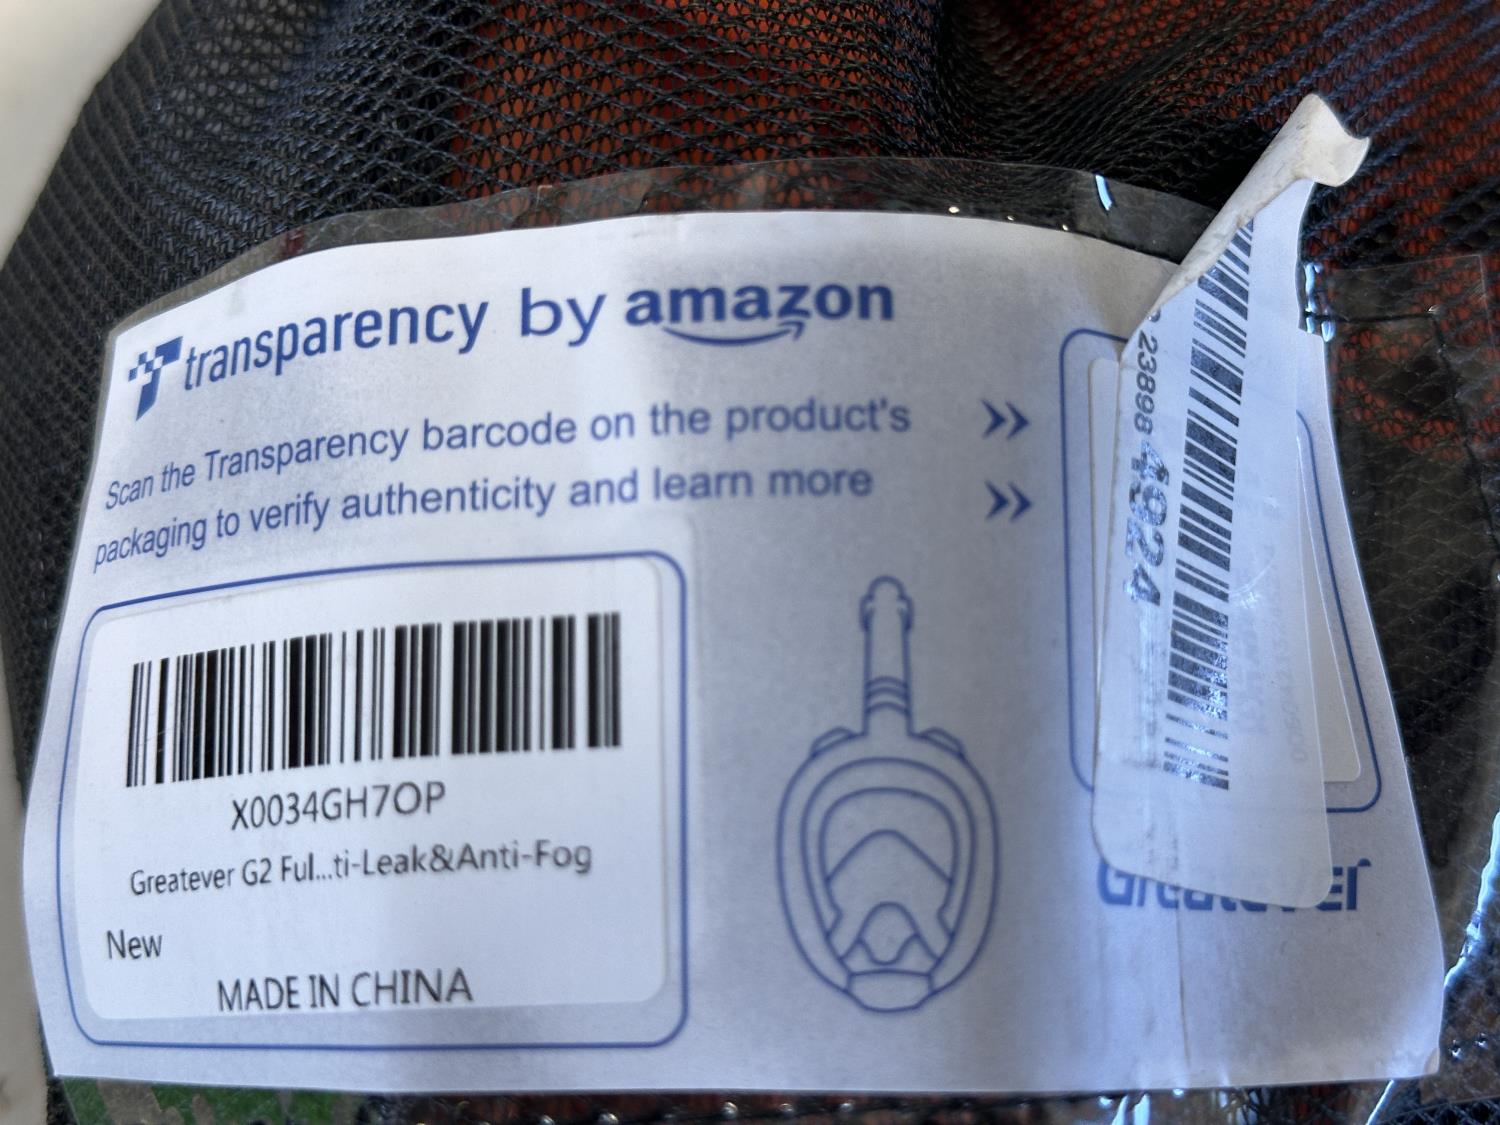 transparency by amazon
Scan the Transparency barcode on the product's
packaging to verify authenticity and learn more
X0034GH7OP
Greatever G2 Ful...ti-Leak&Anti-Fog
New
MADE IN CHINA
23898 4924
Greatever